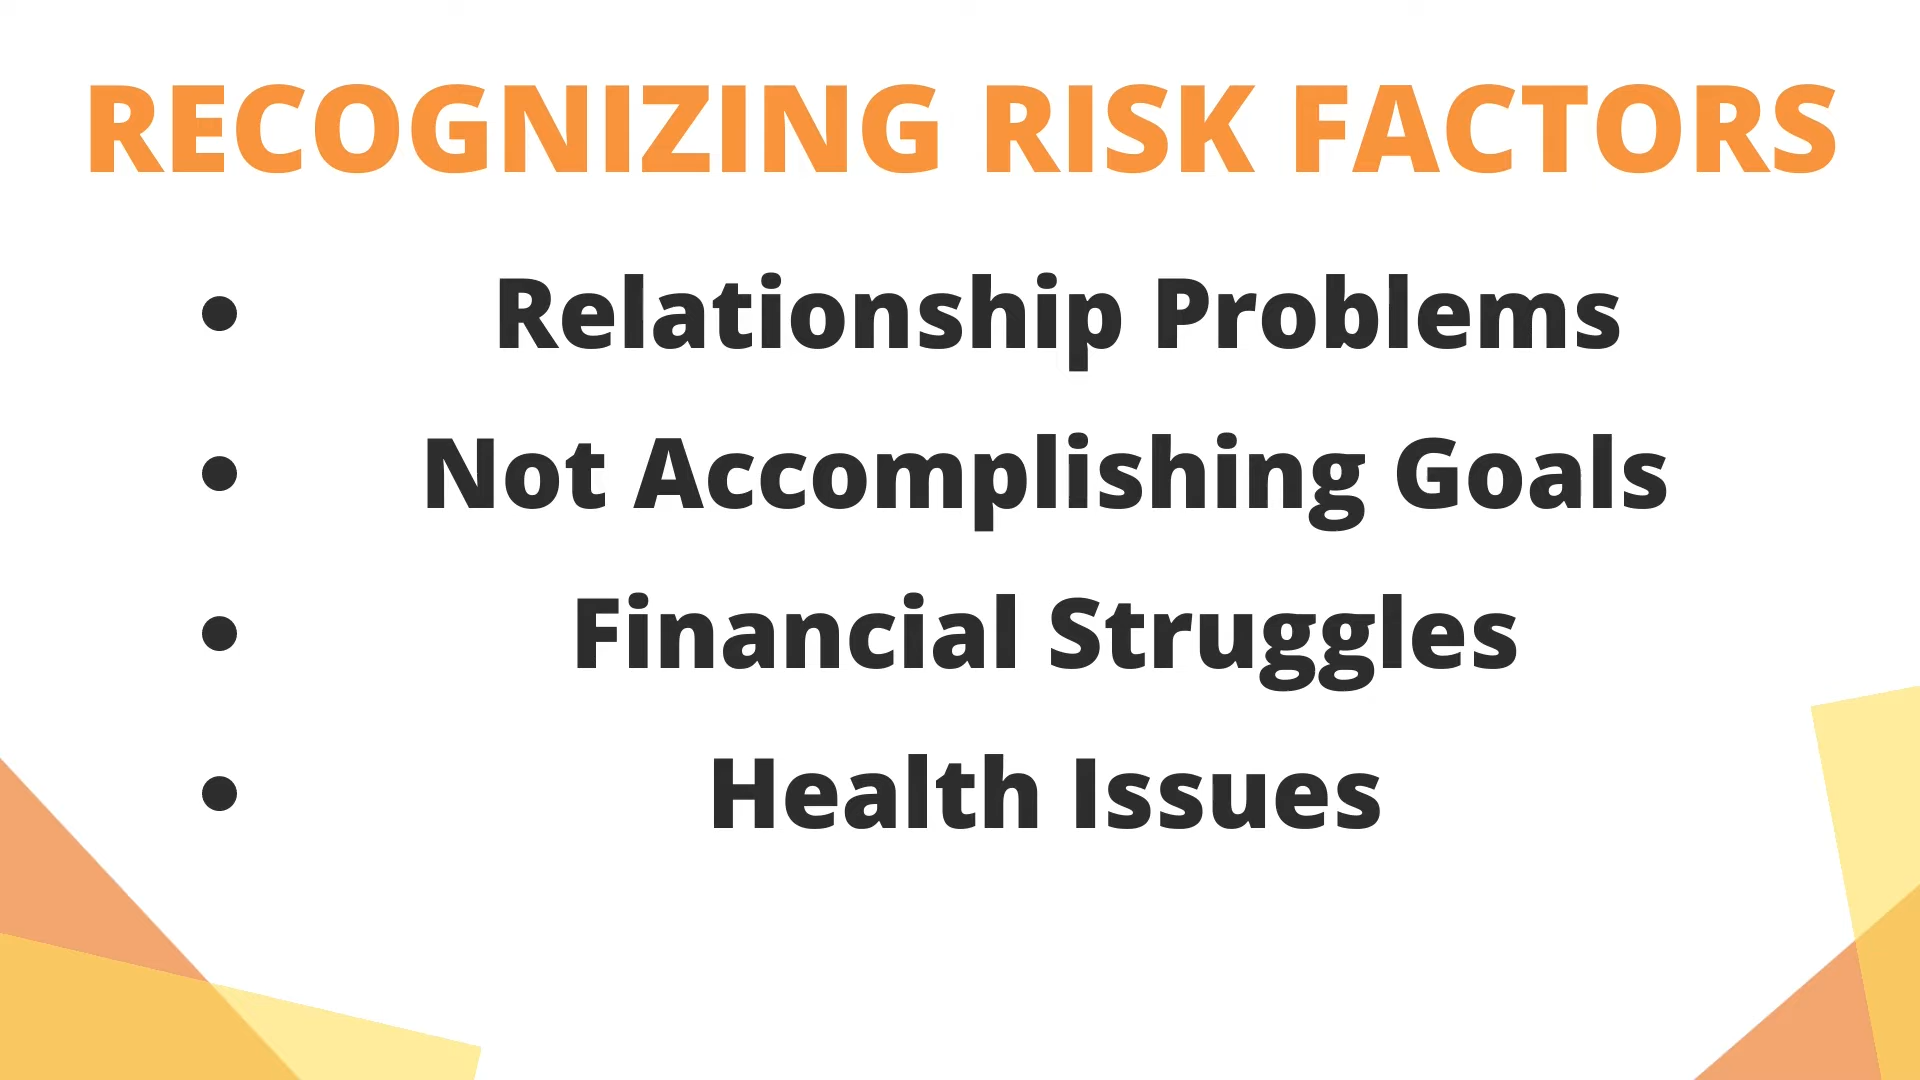 RECOGNIZING RISK FACTORS
• Relationship Problems
• Not Accomplishing Goals
• Financial Struggles
• Health Issues